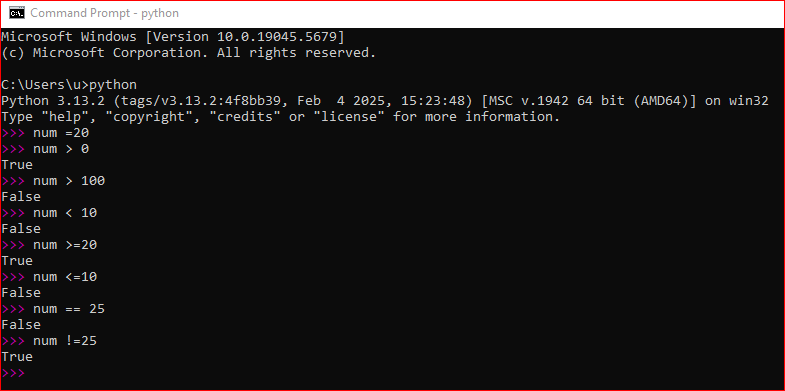 Command Prompt - python
Microsoft Windows [Version 10.0.19045.5679]
(c) Microsoft Corporation. All rights reserved.
C:\Users\u>python
Python 3.13.2 (tags/v3.13.2:4f8bb39, Feb  4 2025, 15:23:48) [MSC v.1942 64 bit (AMD64)] on win32
Type "help", "copyright", "credits" or "license" for more information.
>>> num =20
>>> num > 0
True
>>> num > 100
False
>>> num < 10
False
>>> num >=20
True
>>> num <=10
False
>>> num == 25
False
>>> num !=25
True
>>>